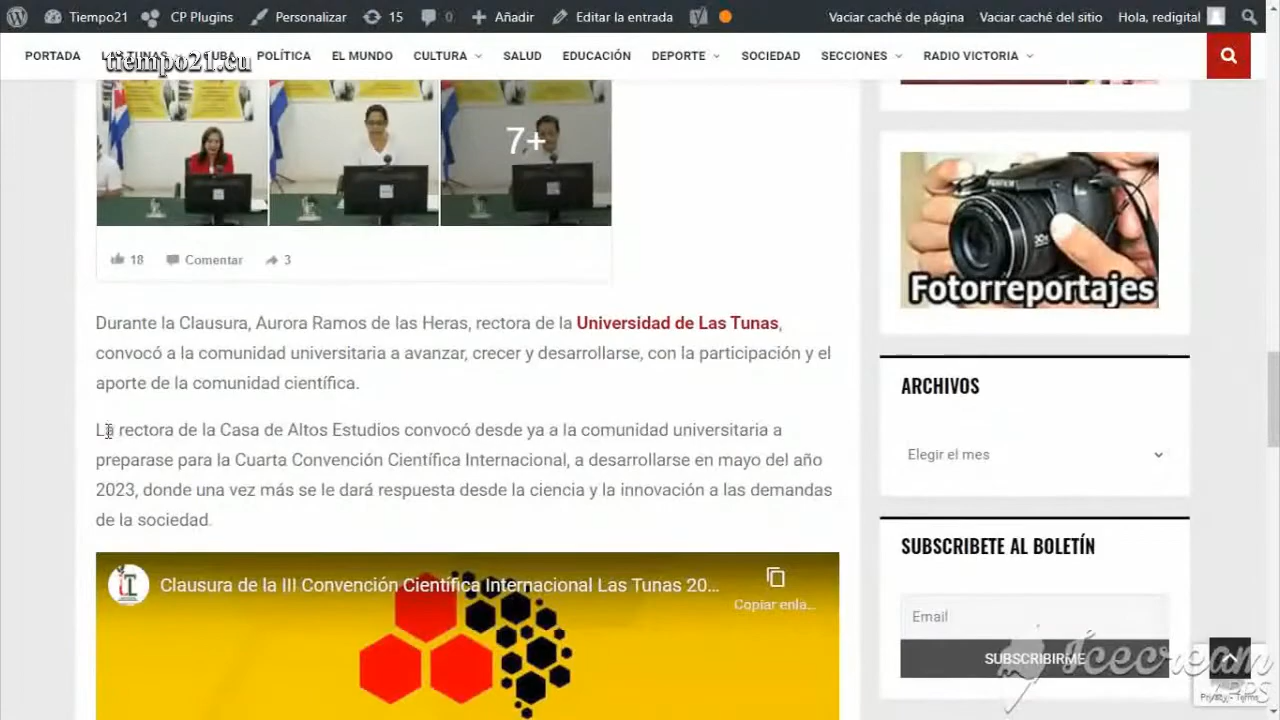 Tiempo21 CP Plugins Personalizar 15 0 Añadir Editar la entrada Vaciar caché de página Vaciar caché del sitio Hola, redigital
PORTADA LAS TUNAS CUBA POLÍTICA EL MUNDO CULTURA SALUD EDUCACIÓN DEPORTE SOCIEDAD SECCIONES RADIO VICTORIA
tiempo21.cu
7+
18 Comentar 3
Fotorreportajes
Durante la Clausura, Aurora Ramos de las Heras, rectora de la Universidad de Las Tunas,
convocó a la comunidad universitaria a avanzar, crecer y desarrollarse, con la participación y el
aporte de la comunidad científica.
La rectora de la Casa de Altos Estudios convocó desde ya a la comunidad universitaria a
preparase para la Cuarta Convención Científica Internacional, a desarrollarse en mayo del año
2023, donde una vez más se le dará respuesta desde la ciencia y la innovación a las demandas
de la sociedad.
Clausura de la III Convención Científica Internacional Las Tunas 20...
Copiar enla...
ARCHIVOS
Elegir el mes
SUBSCRIBETE AL BOLETÍN
Email
SUBSCRIBIRME
Icecream
APPS
Privacy - Terms